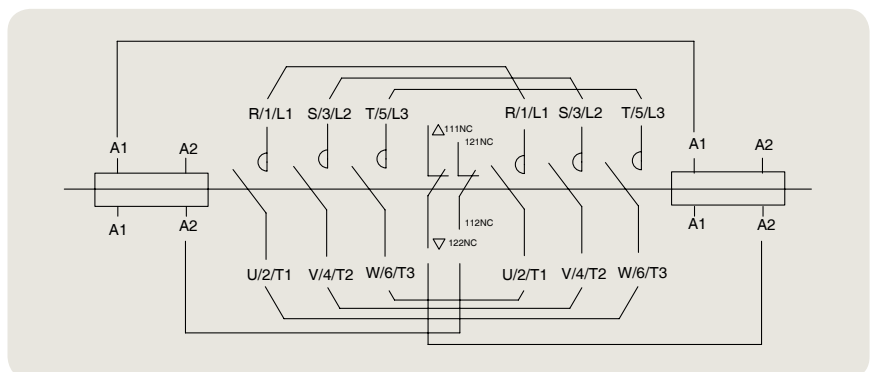 R/1/L1 S/3/L2 T/5/L3 R/1/L1 S/3/L2 T/5/L3
111NC
121NC
A1 A2 A1 A2
A1 A2 A1 A2
112NC
122NC
U/2/T1 V/4/T2 W/6/T3 U/2/T1 V/4/T2 W/6/T3